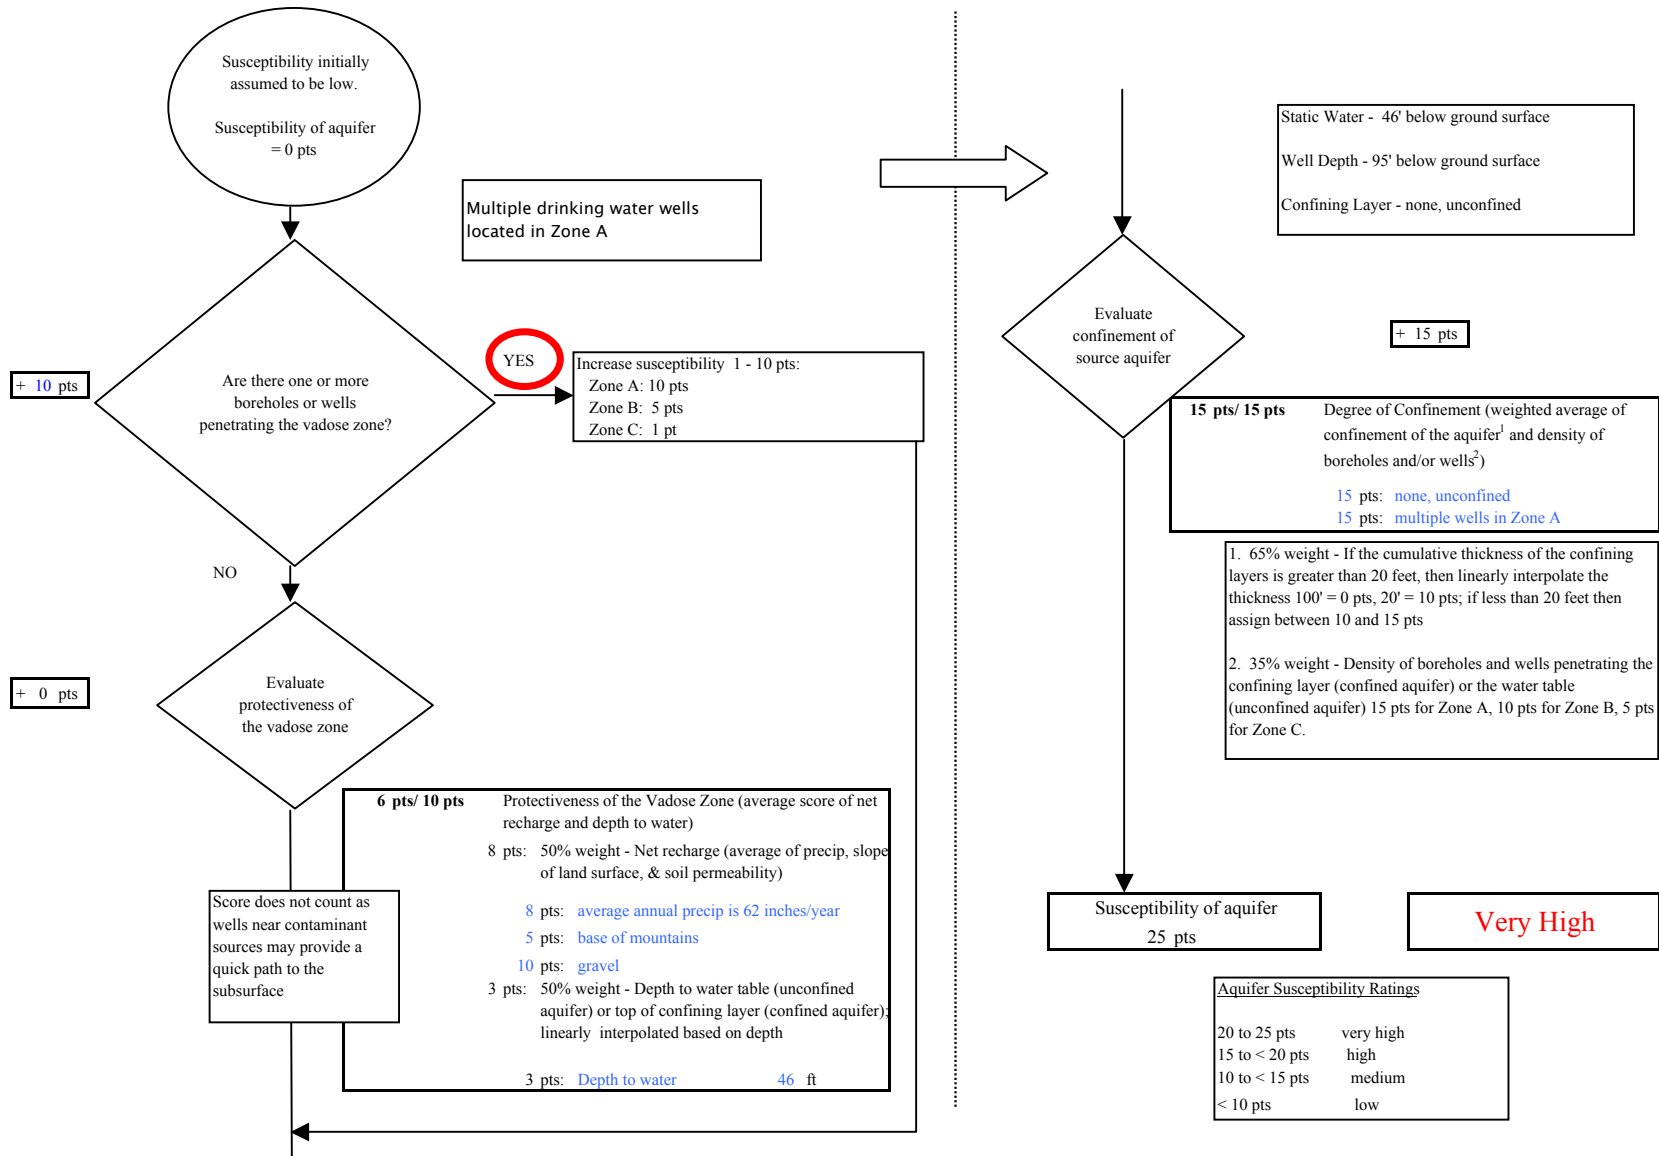 Susceptibility initially
assumed to be low.
Susceptibility of aquifer
= 0 pts
Multiple drinking water wells
located in Zone A
+ 10 pts
Are there one or more
boreholes or wells
penetrating the vadose zone?
YES
Increase susceptibility 1 - 10 pts:
Zone A: 10 pts
Zone B: 5 pts
Zone C: 1 pt
NO
+ 0 pts
Evaluate
protectiveness of
the vadose zone
6 pts/ 10 pts Protectiveness of the Vadose Zone (average score of net
recharge and depth to water)
8 pts: 50% weight - Net recharge (average of precip, slope
of land surface, & soil permeability)
8 pts: average annual precip is 62 inches/year
5 pts: base of mountains
10 pts: gravel
3 pts: 50% weight - Depth to water table (unconfined
aquifer) or top of confining layer (confined aquifer);
linearly interpolated based on depth
3 pts: Depth to water 46 ft
Score does not count as
wells near contaminant
sources may provide a
quick path to the
subsurface
Static Water - 46' below ground surface
Well Depth - 95' below ground surface
Confining Layer - none, unconfined
Evaluate
confinement of
source aquifer
+ 15 pts
15 pts/ 15 pts Degree of Confinement (weighted average of
confinement of the aquifer1 and density of
boreholes and/or wells2)
15 pts: none, unconfined
15 pts: multiple wells in Zone A
1. 65% weight - If the cumulative thickness of the confining
layers is greater than 20 feet, then linearly interpolate the
thickness 100' = 0 pts, 20' = 10 pts; if less than 20 feet then
assign between 10 and 15 pts
2. 35% weight - Density of boreholes and wells penetrating the
confining layer (confined aquifer) or the water table
(unconfined aquifer) 15 pts for Zone A, 10 pts for Zone B, 5 pts
for Zone C.
Susceptibility of aquifer
25 pts
Very High
Aquifer Susceptibility Ratings
20 to 25 pts very high
15 to < 20 pts high
10 to < 15 pts medium
< 10 pts low